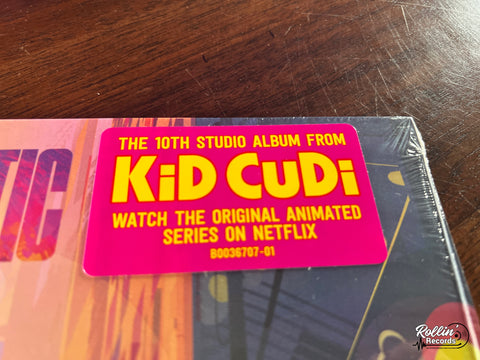 THE 10TH STUDIO ALBUM FROM
KiD CuDi
WATCH THE ORIGINAL ANIMATED
SERIES ON NETFLIX
B0036707-01
TIC
Rollin'
Records